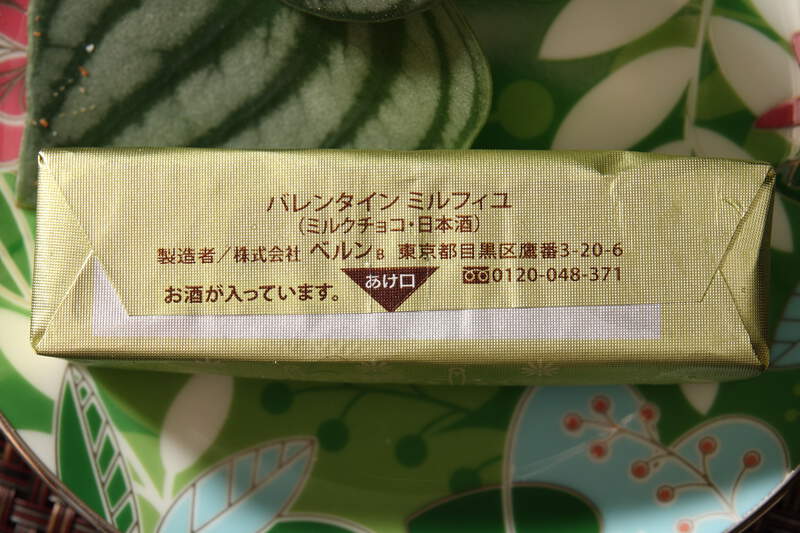 バレンタイン ミルフィユ
(ミルクチョコ・日本酒)
製造者／株式会社 ベルンB 東京都目黒区鷹番3-20-6
0120-048-371
お酒が入っています。
あけ口